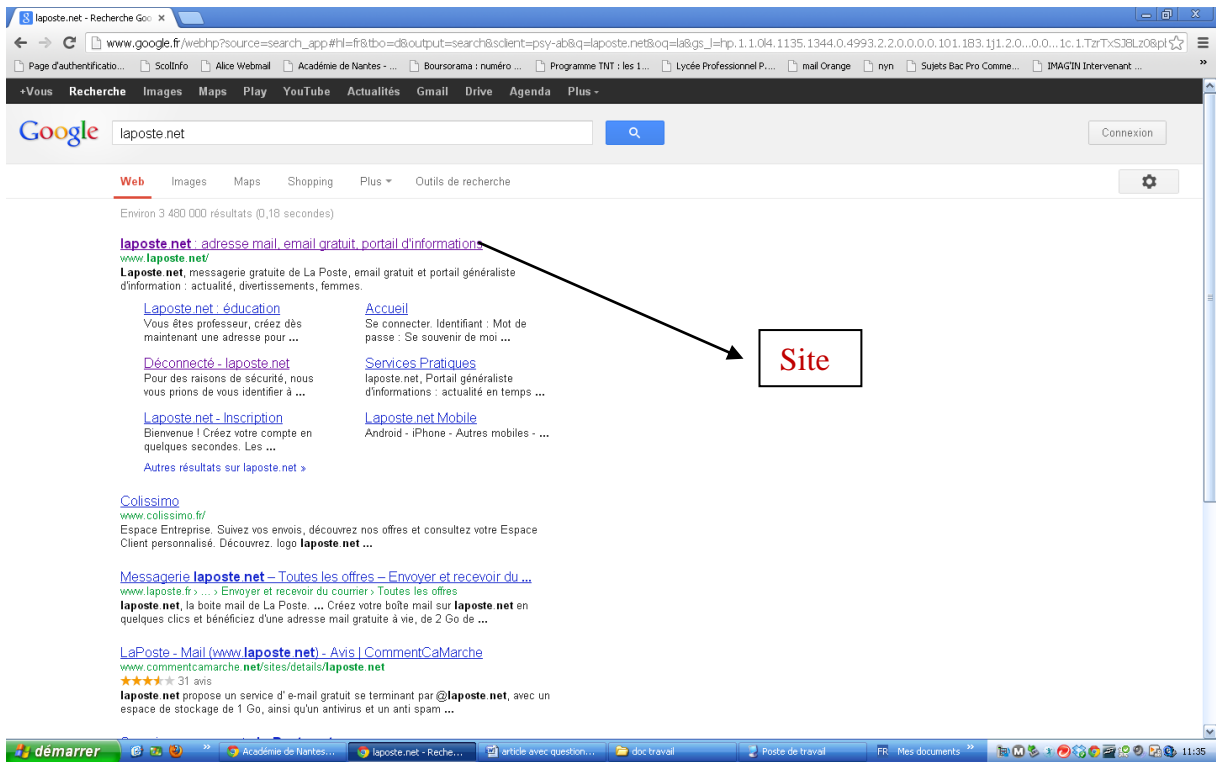 laposte.net - Recherche Goo
www.google.fr/webhp?source=search_app#hl=fr&tbo=d&output=search&sclient=psy-ab&q=laposte.net&oq=la&gs_l=hp.1.1.0l4.1135.1344.0.4993.2.2.0.0.0.0.101.183.1j1.2.0...0.0...1c.1.TzrTxSJBLz0&pl
Page d'authentificatio... ScolInfo Alice Webmail Académie de Nantes - ... Boursorama : numéro ... Programme TNT : les 1... Lycée Professionnel P.... mail Orange nyn Sujets Bac Pro Comme... IMAG'IN Intervenant ... »
+Vous Recherche Images Maps Play YouTube Actualités Gmail Drive Agenda Plus
Google laposte.net Connexion
Web Images Maps Shopping Plus Outils de recherche
Environ 3 480 000 résultats (0,18 secondes)
laposte.net : adresse mail, email gratuit, portail d'informations
www.laposte.net/
Laposte.net, messagerie gratuite de La Poste, email gratuit et portail généraliste
d'information : actualité, divertissements, femmes.
Laposte.net : éducation
Vous êtes professeur, créez dès
maintenant une adresse pour ...
Accueil
Se connecter. Identifiant : Mot de
passe : Se souvenir de moi ...
Déconnecté - laposte.net
Pour des raisons de sécurité, nous
vous prions de vous identifier à ...
Services Pratiques
laposte.net, Portail généraliste
d'informations : actualité en temps ...
Site
Laposte.net - Inscription
Bienvenue ! Créez votre compte en
quelques secondes. Les ...
Laposte.net Mobile
Android - iPhone - Autres mobiles - ...
Autres résultats sur laposte.net »
Colissimo
www.colissimo.fr/
Espace Entreprise. Suivez vos envois, découvrez nos offres et consultez votre Espace
Client personnalisé. Découvrez. logo laposte.net ...
Messagerie laposte.net – Toutes les offres – Envoyer et recevoir du ...
www.laposte.fr › ... › Envoyer et recevoir du courrier › Toutes les offres
laposte.net, la boite mail de La Poste. ... Créez votre boîte mail sur laposte.net en
quelques clics et bénéficiez d'une adresse mail gratuite à vie, de 2 Go de ...
LaPoste - Mail (www.laposte.net) - Avis | CommentCaMarche
www.commentcamarche.net/sites/details/laposte.net
31 avis
laposte.net propose un service d' e-mail gratuit se terminant par @laposte.net, avec un
espace de stockage de 1 Go, ainsi qu'un antivirus et un anti spam ...
démarrer » Académie de Nantes... laposte.net - Reche... article avec question... doc travail Poste de travail FR Mes documents » 11:35